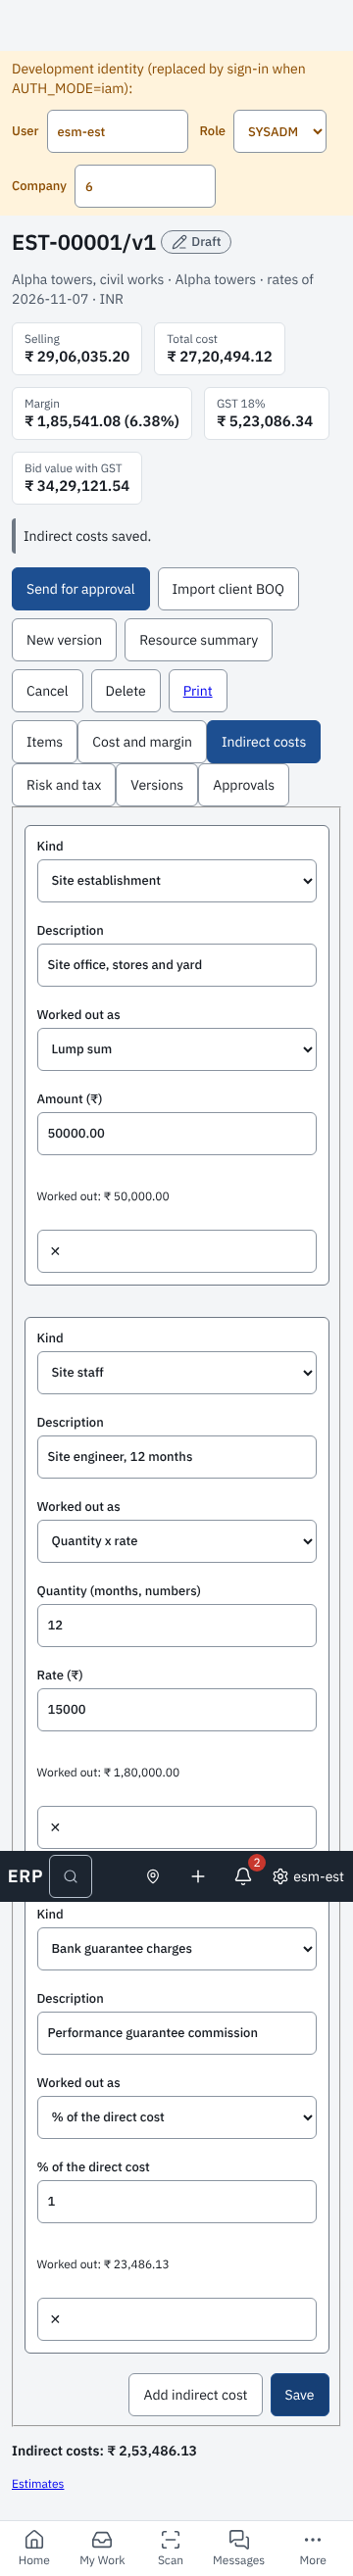 Development identity (replaced by sign-in when
AUTH_MODE=iam):
User esm-est Role SYSADM
Company 6
EST-00001/v1 Draft
Alpha towers, civil works · Alpha towers · rates of
2026-11-07 · INR
Selling
₹ 29,06,035.20
Total cost
₹ 27,20,494.12
Margin
₹ 1,85,541.08 (6.38%)
GST 18%
₹ 5,23,086.34
Bid value with GST
₹ 34,29,121.54
Indirect costs saved.
Send for approval Import client BOQ
New version Resource summary
Cancel Delete Print
Items Cost and margin Indirect costs
Risk and tax Versions Approvals
Kind
Site establishment
Description
Site office, stores and yard
Worked out as
Lump sum
Amount (₹)
50000.00
Worked out: ₹ 50,000.00
×
Kind
Site staff
Description
Site engineer, 12 months
Worked out as
Quantity x rate
Quantity (months, numbers)
12
Rate (₹)
15000
Worked out: ₹ 1,80,000.00
×
ERP 2 esm-est
Kind
Bank guarantee charges
Description
Performance guarantee commission
Worked out as
% of the direct cost
% of the direct cost
1
Worked out: ₹ 23,486.13
×
Add indirect cost Save
Indirect costs: ₹ 2,53,486.13
Estimates
Home My Work Scan Messages More